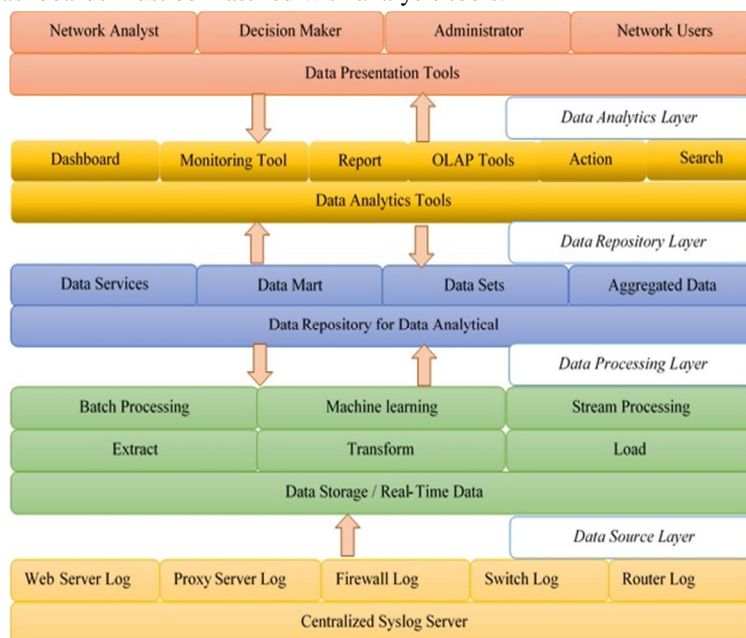 Network Analyst Decision Maker Administrator Network Users
Data Presentation Tools
Data Analytics Layer
Dashboard Monitoring Tool Report OLAP Tools Action Search
Data Analytics Tools
Data Repository Layer
Data Services Data Mart Data Sets Aggregated Data
Data Repository for Data Analytical
Data Processing Layer
Batch Processing Machine learning Stream Processing
Extract Transform Load
Data Storage / Real-Time Data
Data Source Layer
Web Server Log Proxy Server Log Firewall Log Switch Log Router Log
Centralized Syslog Server